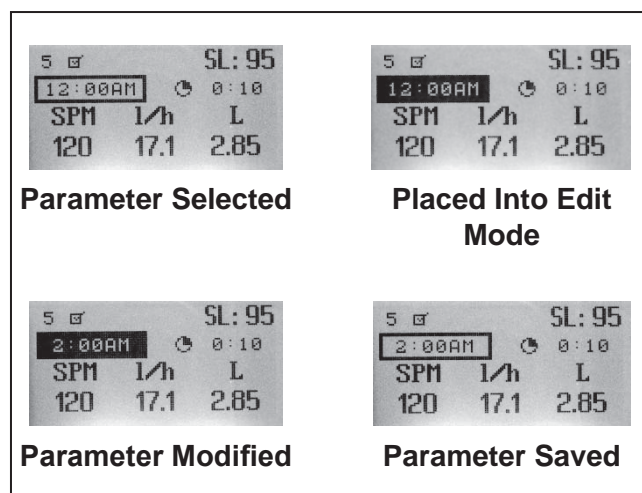 5 ☑ SL: 95
12:00AM 0:10
SPM l/h L
120 17.1 2.85
Parameter Selected
5 ☑ SL: 95
12:00AM 0:10
SPM l/h L
120 17.1 2.85
Placed Into Edit
Mode
5 ☑ SL: 95
2:00AM 0:10
SPM l/h L
120 17.1 2.85
Parameter Modified
5 ☑ SL: 95
2:00AM 0:10
SPM l/h L
120 17.1 2.85
Parameter Saved